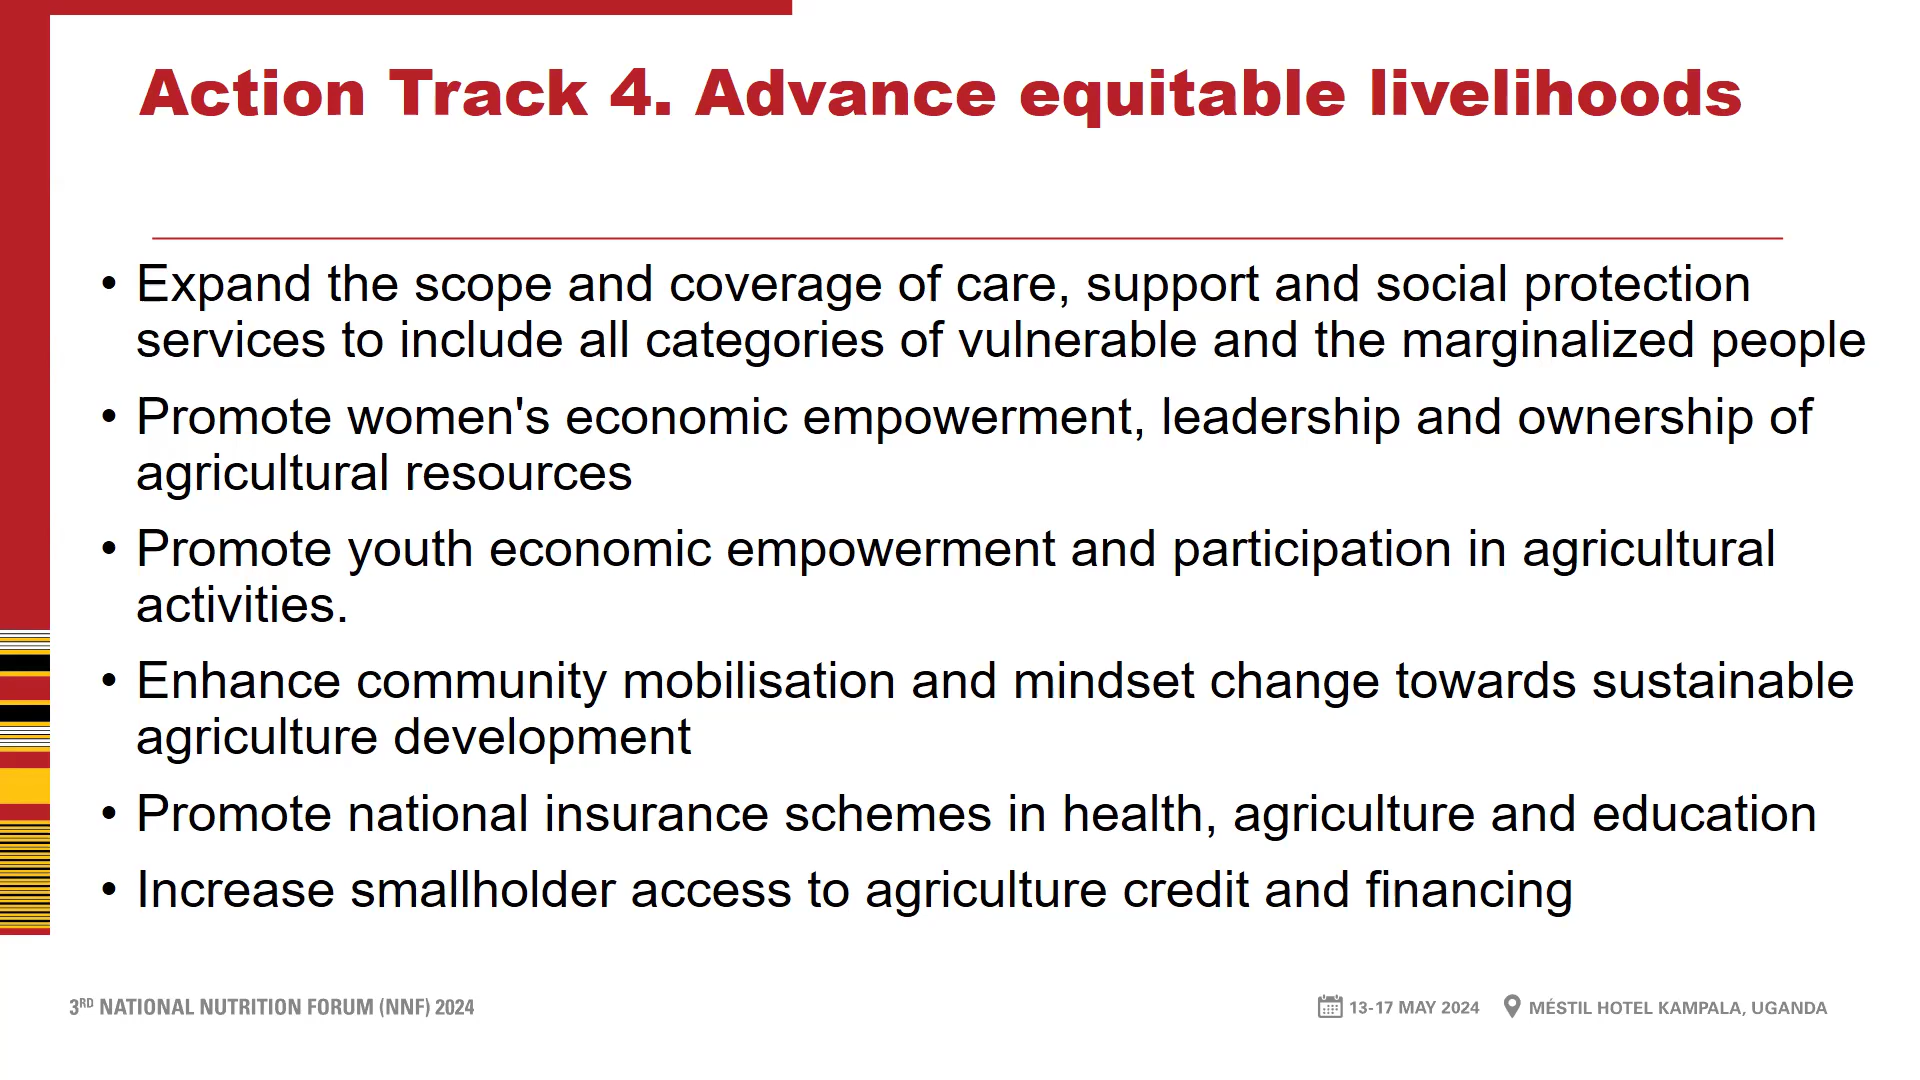 Action Track 4. Advance equitable livelihoods
• Expand the scope and coverage of care, support and social protection
services to include all categories of vulnerable and the marginalized people
• Promote women's economic empowerment, leadership and ownership of
agricultural resources
• Promote youth economic empowerment and participation in agricultural
activities.
• Enhance community mobilisation and mindset change towards sustainable
agriculture development
• Promote national insurance schemes in health, agriculture and education
• Increase smallholder access to agriculture credit and financing
3RD NATIONAL NUTRITION FORUM (NNF) 2024
13-17 MAY 2024 MÉSTIL HOTEL KAMPALA, UGANDA